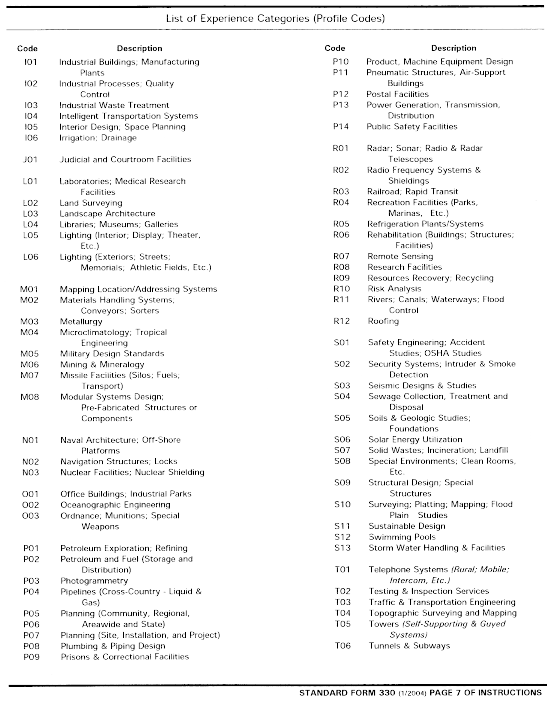 List of Experience Categories (Profile Codes)
Code Description
I01 Industrial Buildings; Manufacturing
Plants
I02 Industrial Processes; Quality
Control
I03 Industrial Waste Treatment
I04 Intelligent Transportation Systems
I05 Interior Design; Space Planning
I06 Irrigation; Drainage
J01 Judicial and Courtroom Facilities
L01 Laboratories; Medical Research
Facilities
L02 Land Surveying
L03 Landscape Architecture
L04 Libraries; Museums; Galleries
L05 Lighting (Interior; Display; Theater,
Etc.)
L06 Lighting (Exteriors; Streets;
Memorials; Athletic Fields, Etc.)
M01 Mapping Location/Addressing Systems
M02 Materials Handling Systems;
Conveyors; Sorters
M03 Metallurgy
M04 Microclimatology; Tropical
Engineering
M05 Military Design Standards
M06 Mining & Mineralogy
M07 Missile Facilities (Silos; Fuels;
Transport)
M08 Modular Systems Design;
Pre-Fabricated Structures or
Components
N01 Naval Architecture; Off-Shore
Platforms
N02 Navigation Structures; Locks
N03 Nuclear Facilities; Nuclear Shielding
O01 Office Buildings; Industrial Parks
O02 Oceanographic Engineering
O03 Ordnance; Munitions; Special
Weapons
P01 Petroleum Exploration; Refining
P02 Petroleum and Fuel (Storage and
Distribution)
P03 Photogrammetry
P04 Pipelines (Cross-Country - Liquid &
Gas)
P05 Planning (Community, Regional,
P06 Areawide and State)
P07 Planning (Site, Installation, and Project)
P08 Plumbing & Piping Design
P09 Prisons & Correctional Facilities
Code Description
P10 Product, Machine Equipment Design
P11 Pneumatic Structures, Air-Support
Buildings
P12 Postal Facilities
P13 Power Generation, Transmission,
Distribution
P14 Public Safety Facilities
R01 Radar; Sonar; Radio & Radar
Telescopes
R02 Radio Frequency Systems &
Shieldings
R03 Railroad; Rapid Transit
R04 Recreation Facilities (Parks,
Marinas, Etc.)
R05 Refrigeration Plants/Systems
R06 Rehabilitation (Buildings; Structures;
Facilities)
R07 Remote Sensing
R08 Research Facilities
R09 Resources Recovery; Recycling
R10 Risk Analysis
R11 Rivers; Canals; Waterways; Flood
Control
R12 Roofing
S01 Safety Engineering; Accident
Studies; OSHA Studies
S02 Security Systems; Intruder & Smoke
Detection
S03 Seismic Designs & Studies
S04 Sewage Collection, Treatment and
Disposal
S05 Soils & Geologic Studies;
Foundations
S06 Solar Energy Utilization
S07 Solid Wastes; Incineration; Landfill
S08 Special Environments; Clean Rooms,
Etc.
S09 Structural Design; Special
Structures
S10 Surveying; Platting; Mapping; Flood
Plain Studies
S11 Sustainable Design
S12 Swimming Pools
S13 Storm Water Handling & Facilities
T01 Telephone Systems (Rural; Mobile;
Intercom, Etc.)
T02 Testing & Inspection Services
T03 Traffic & Transportation Engineering
T04 Topographic Surveying and Mapping
T05 Towers (Self-Supporting & Guyed
Systems)
T06 Tunnels & Subways
STANDARD FORM 330 (1/2004) PAGE 7 OF INSTRUCTIONS